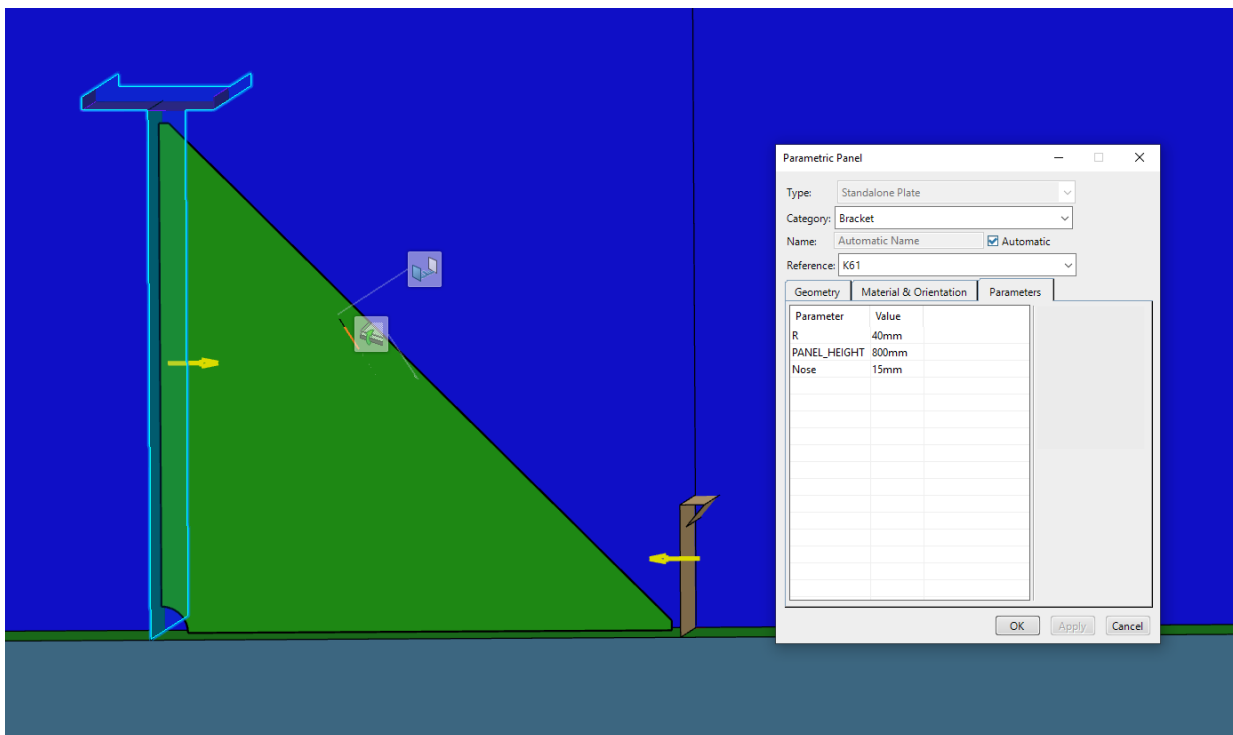 Parametric Panel
Type: Standalone Plate
Category: Bracket
Name: Automatic Name Automatic
Reference: K61
Geometry Material & Orientation Parameters
Parameter Value
R 40mm
PANEL_HEIGHT 800mm
Nose 15mm
OK Apply Cancel